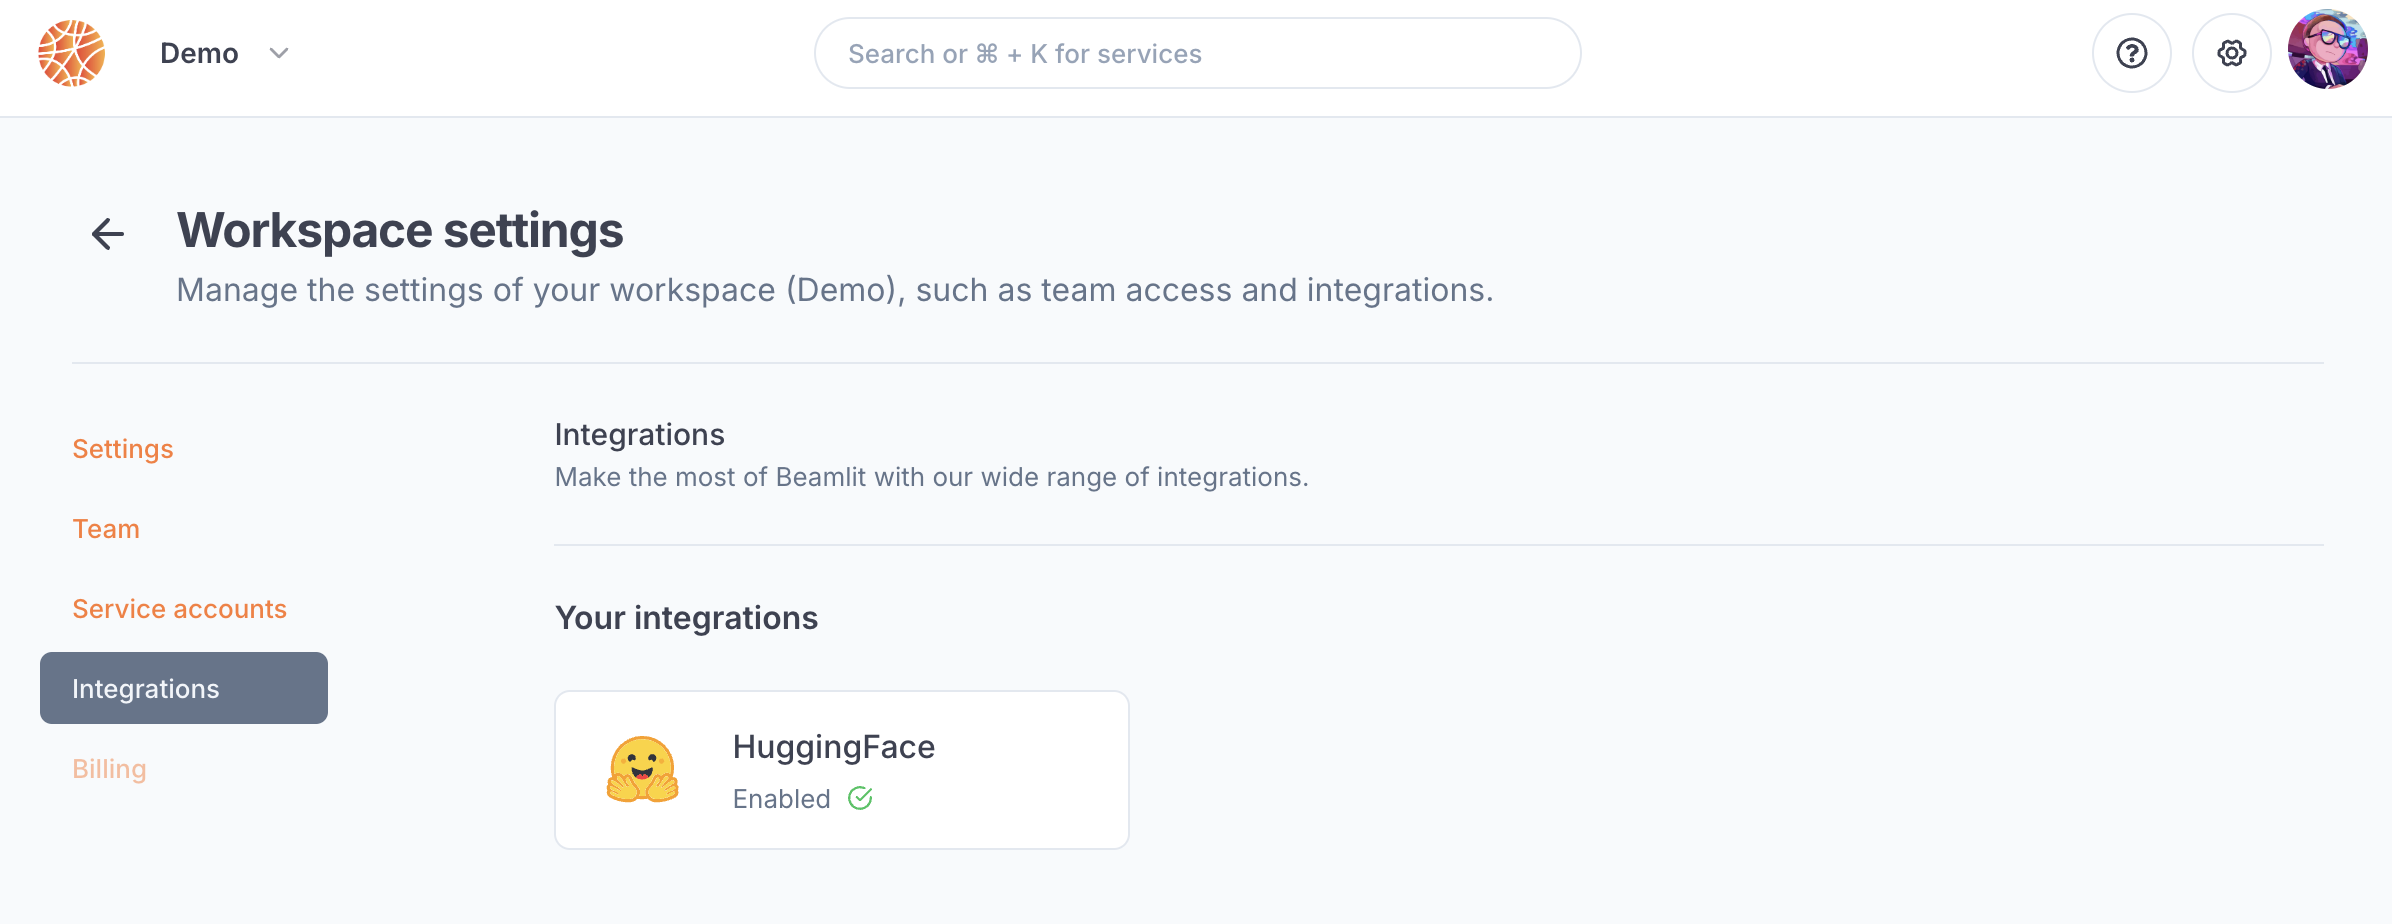 Demo
Search or ⌘ + K for services
Workspace settings
Manage the settings of your workspace (Demo), such as team access and integrations.
Settings
Team
Service accounts
Integrations
Billing
Integrations
Make the most of Beamlit with our wide range of integrations.
Your integrations
HuggingFace
Enabled